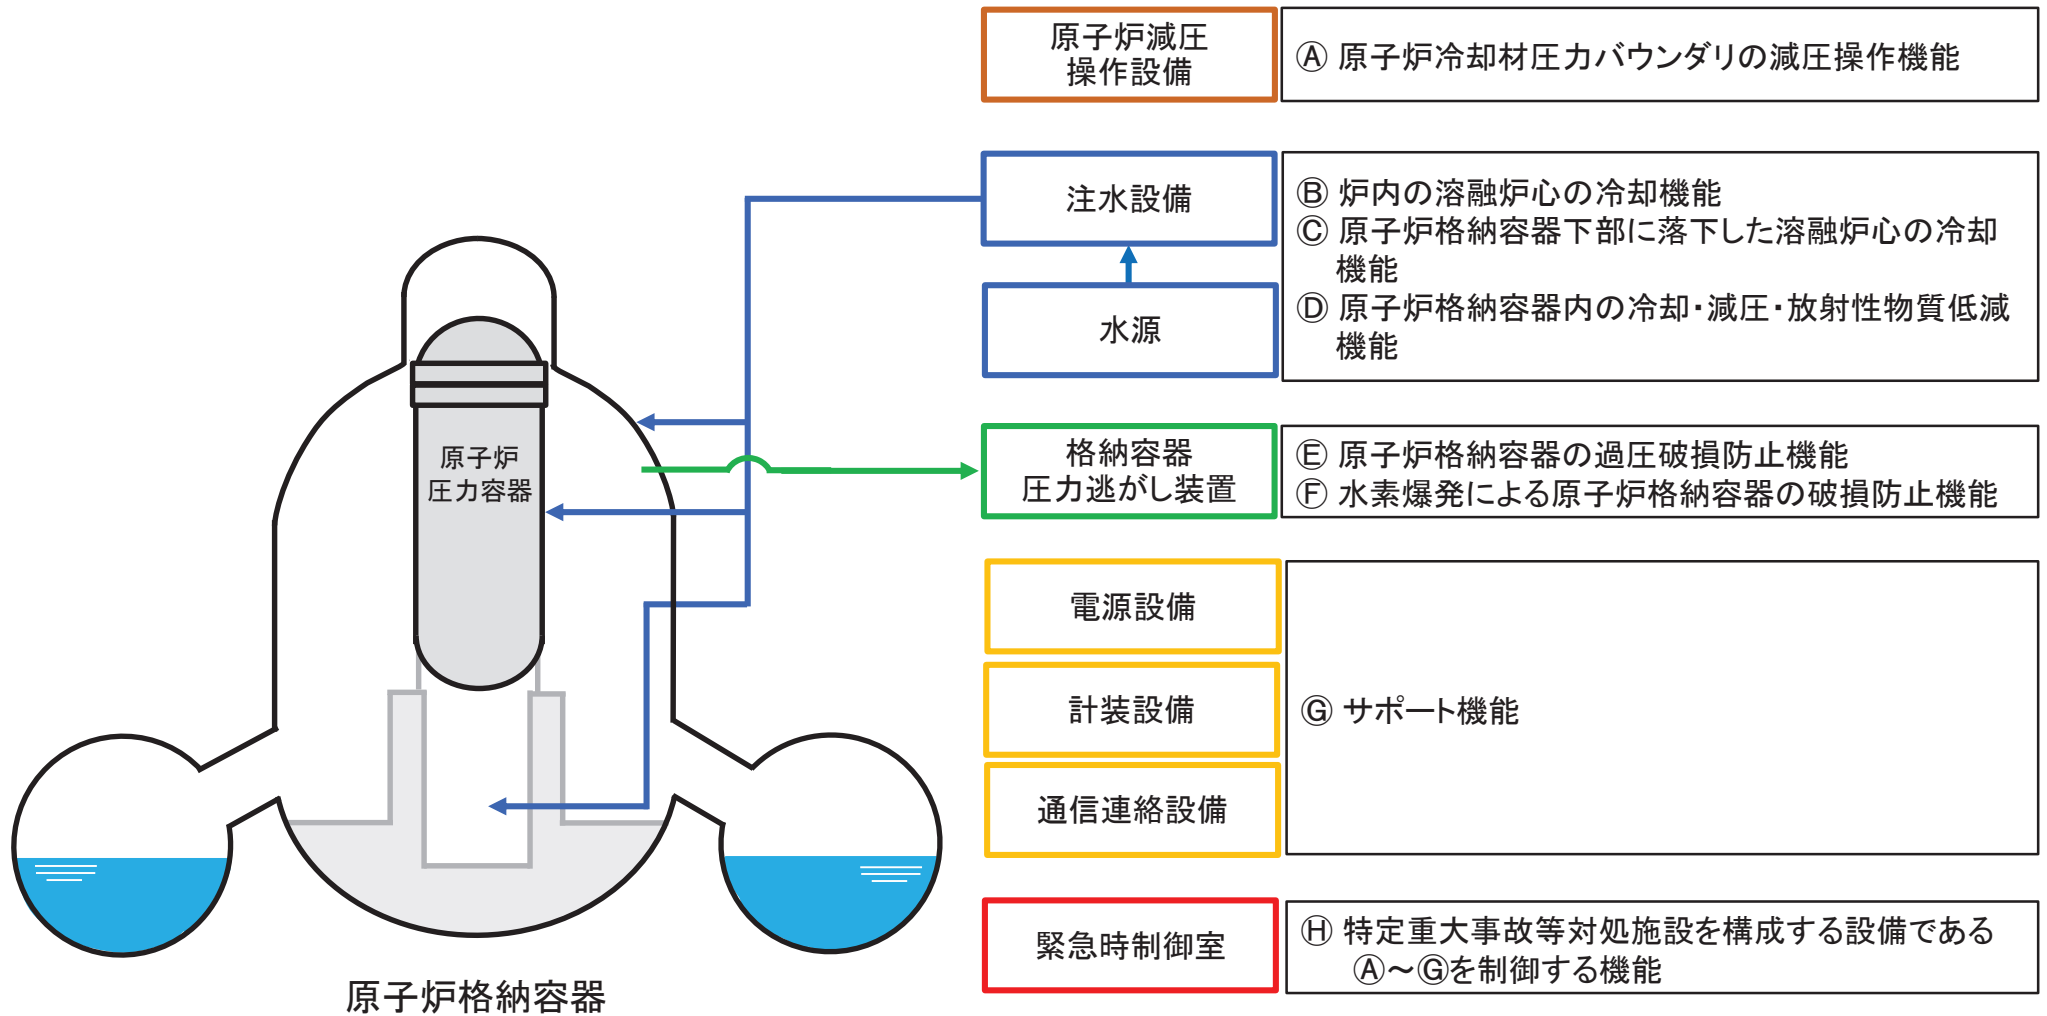 原子炉減圧
操作設備
Ⓐ 原子炉冷却材圧力バウンダリの減圧操作機能
注水設備
水源
Ⓑ 炉内の溶融炉心の冷却機能
Ⓒ 原子炉格納容器下部に落下した溶融炉心の冷却
機能
Ⓓ 原子炉格納容器内の冷却・減圧・放射性物質低減
機能
原子炉
圧力容器
格納容器
圧力逃がし装置
Ⓔ 原子炉格納容器の過圧破損防止機能
Ⓕ 水素爆発による原子炉格納容器の破損防止機能
電源設備
計装設備
通信連絡設備
Ⓖ サポート機能
緊急時制御室
Ⓗ 特定重大事故等対処施設を構成する設備である
Ⓐ～Ⓖを制御する機能
原子炉格納容器